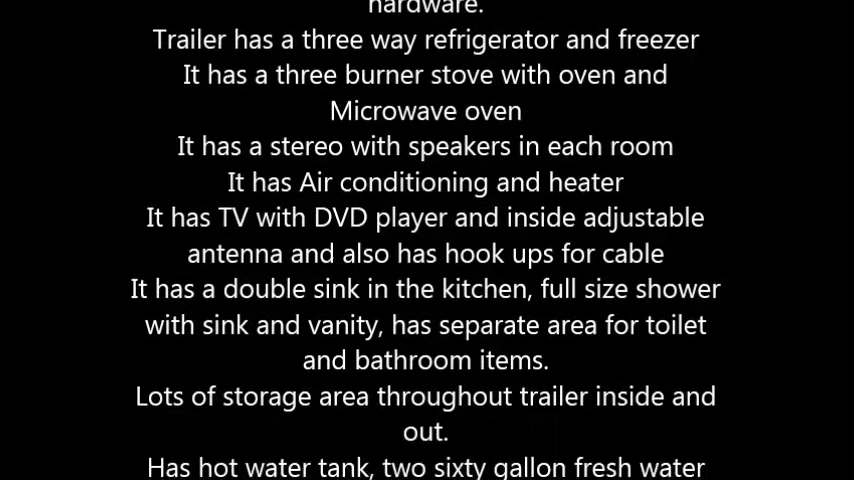 hardware.
Trailer has a three way refrigerator and freezer
It has a three burner stove with oven and
Microwave oven
It has a stereo with speakers in each room
It has Air conditioning and heater
It has TV with DVD player and inside adjustable
antenna and also has hook ups for cable
It has a double sink in the kitchen, full size shower
with sink and vanity, has separate area for toilet
and bathroom items.
Lots of storage area throughout trailer inside and
out.
Has hot water tank, two sixty gallon fresh water